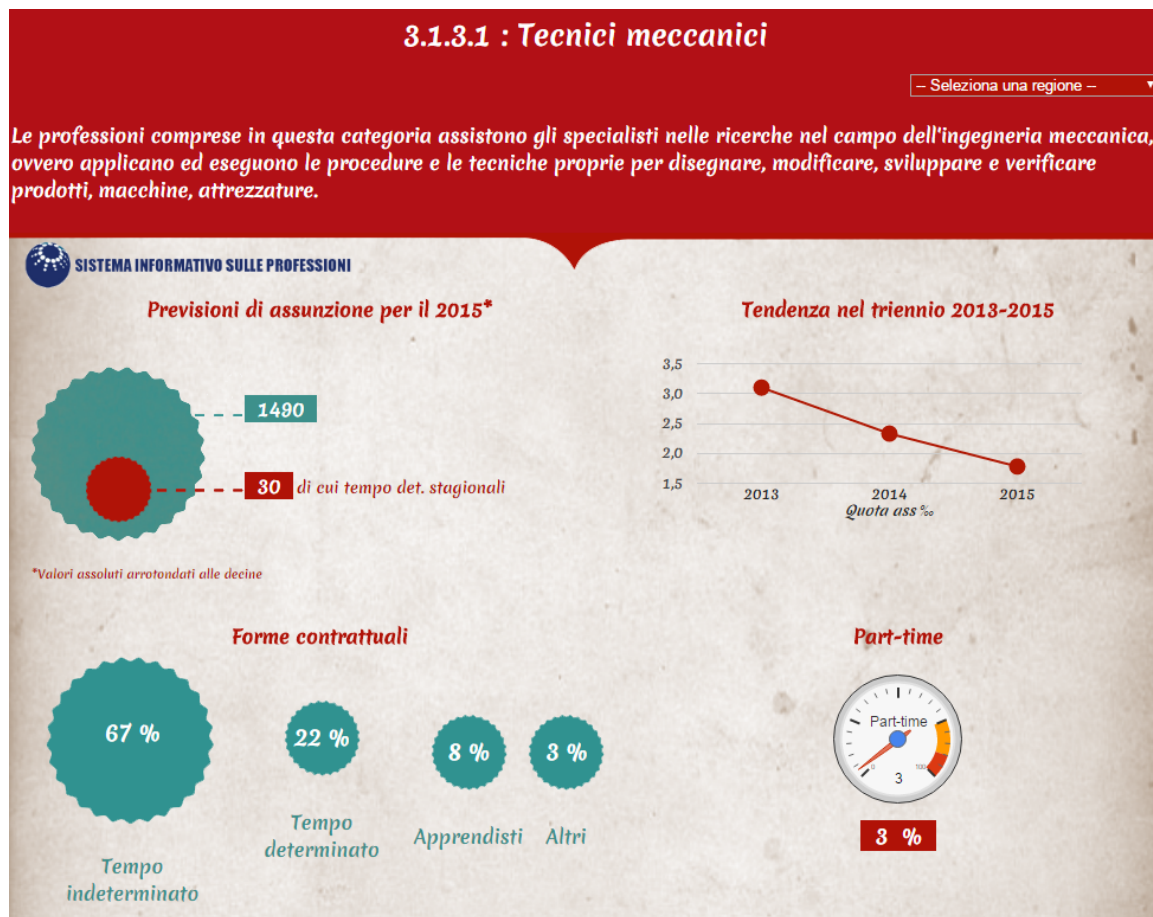 3.1.3.1 : Tecnici meccanici
-- Seleziona una regione --
Le professioni comprese in questa categoria assistono gli specialisti nelle ricerche nel campo dell'ingegneria meccanica,
ovvero applicano ed eseguono le procedure e le tecniche proprie per disegnare, modificare, sviluppare e verificare
prodotti, macchine, attrezzature.
SISTEMA INFORMATIVO SULLE PROFESSIONI
Previsioni di assunzione per il 2015*
1490
30 di cui tempo det. stagionali
*Valori assoluti arrotondati alle decine
Tendenza nel triennio 2013-2015
3,5
3,0
2,5
2,0
1,5
2013 2014 2015
Quota ass ‰
Forme contrattuali
67 %
22 %
8 %
3 %
Tempo
indeterminato
Tempo
determinato
Apprendisti
Altri
Part-time
Part-time
0 100
3
3 %